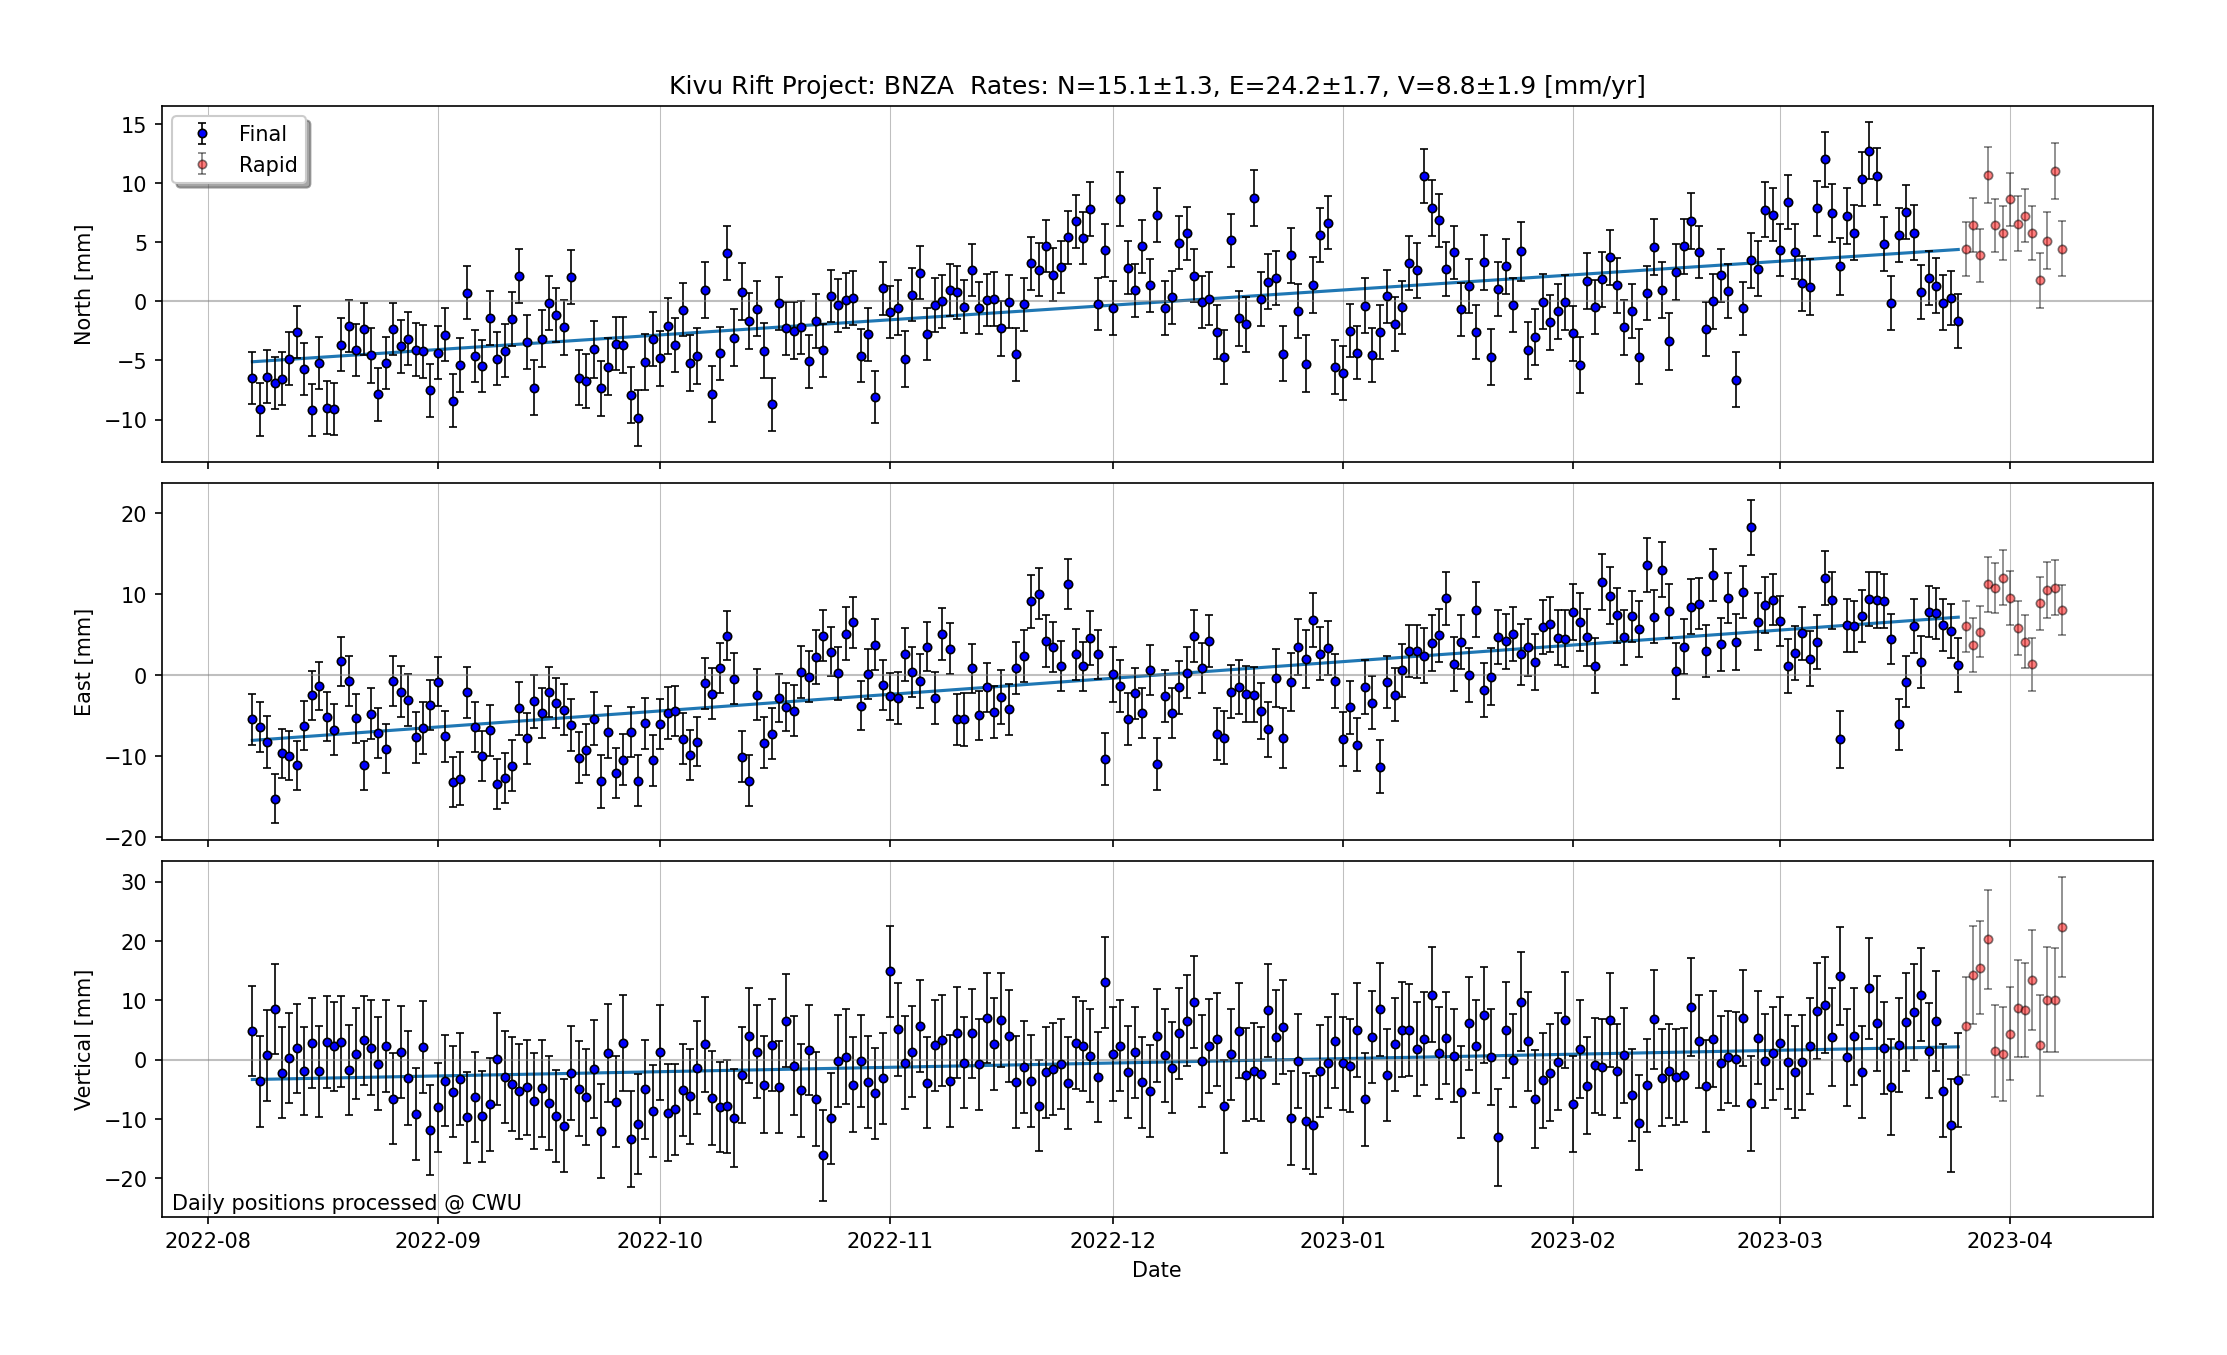 Kivu Rift Project: BNZA  Rates: N=15.1±1.3, E=24.2±1.7, V=8.8±1.9 [mm/yr]
Final
Rapid
North [mm]
15
10
5
0
−5
−10
East [mm]
20
10
0
−10
−20
Vertical [mm]
30
20
10
0
−10
−20
Daily positions processed @ CWU
2022-08 2022-09 2022-10 2022-11 2022-12 2023-01 2023-02 2023-03 2023-04
Date